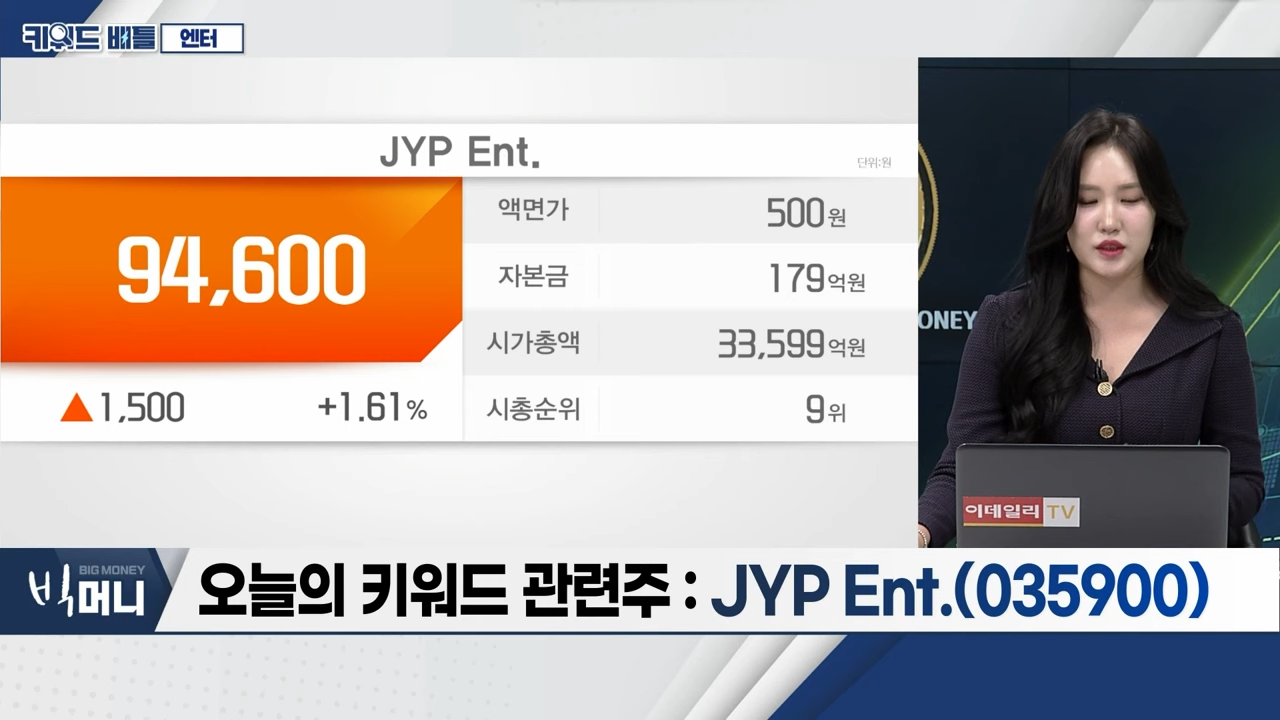 키워드 배틀 엔터
JYP Ent.
단위:원
94,600
▲1,500 +1.61%
액면가 500원
자본금 179억원
시가총액 33,599억원
시총순위 9위
ONEY
이데일리 TV
BIG MONEY
빅머니
오늘의 키워드 관련주 : JYP Ent.(035900)